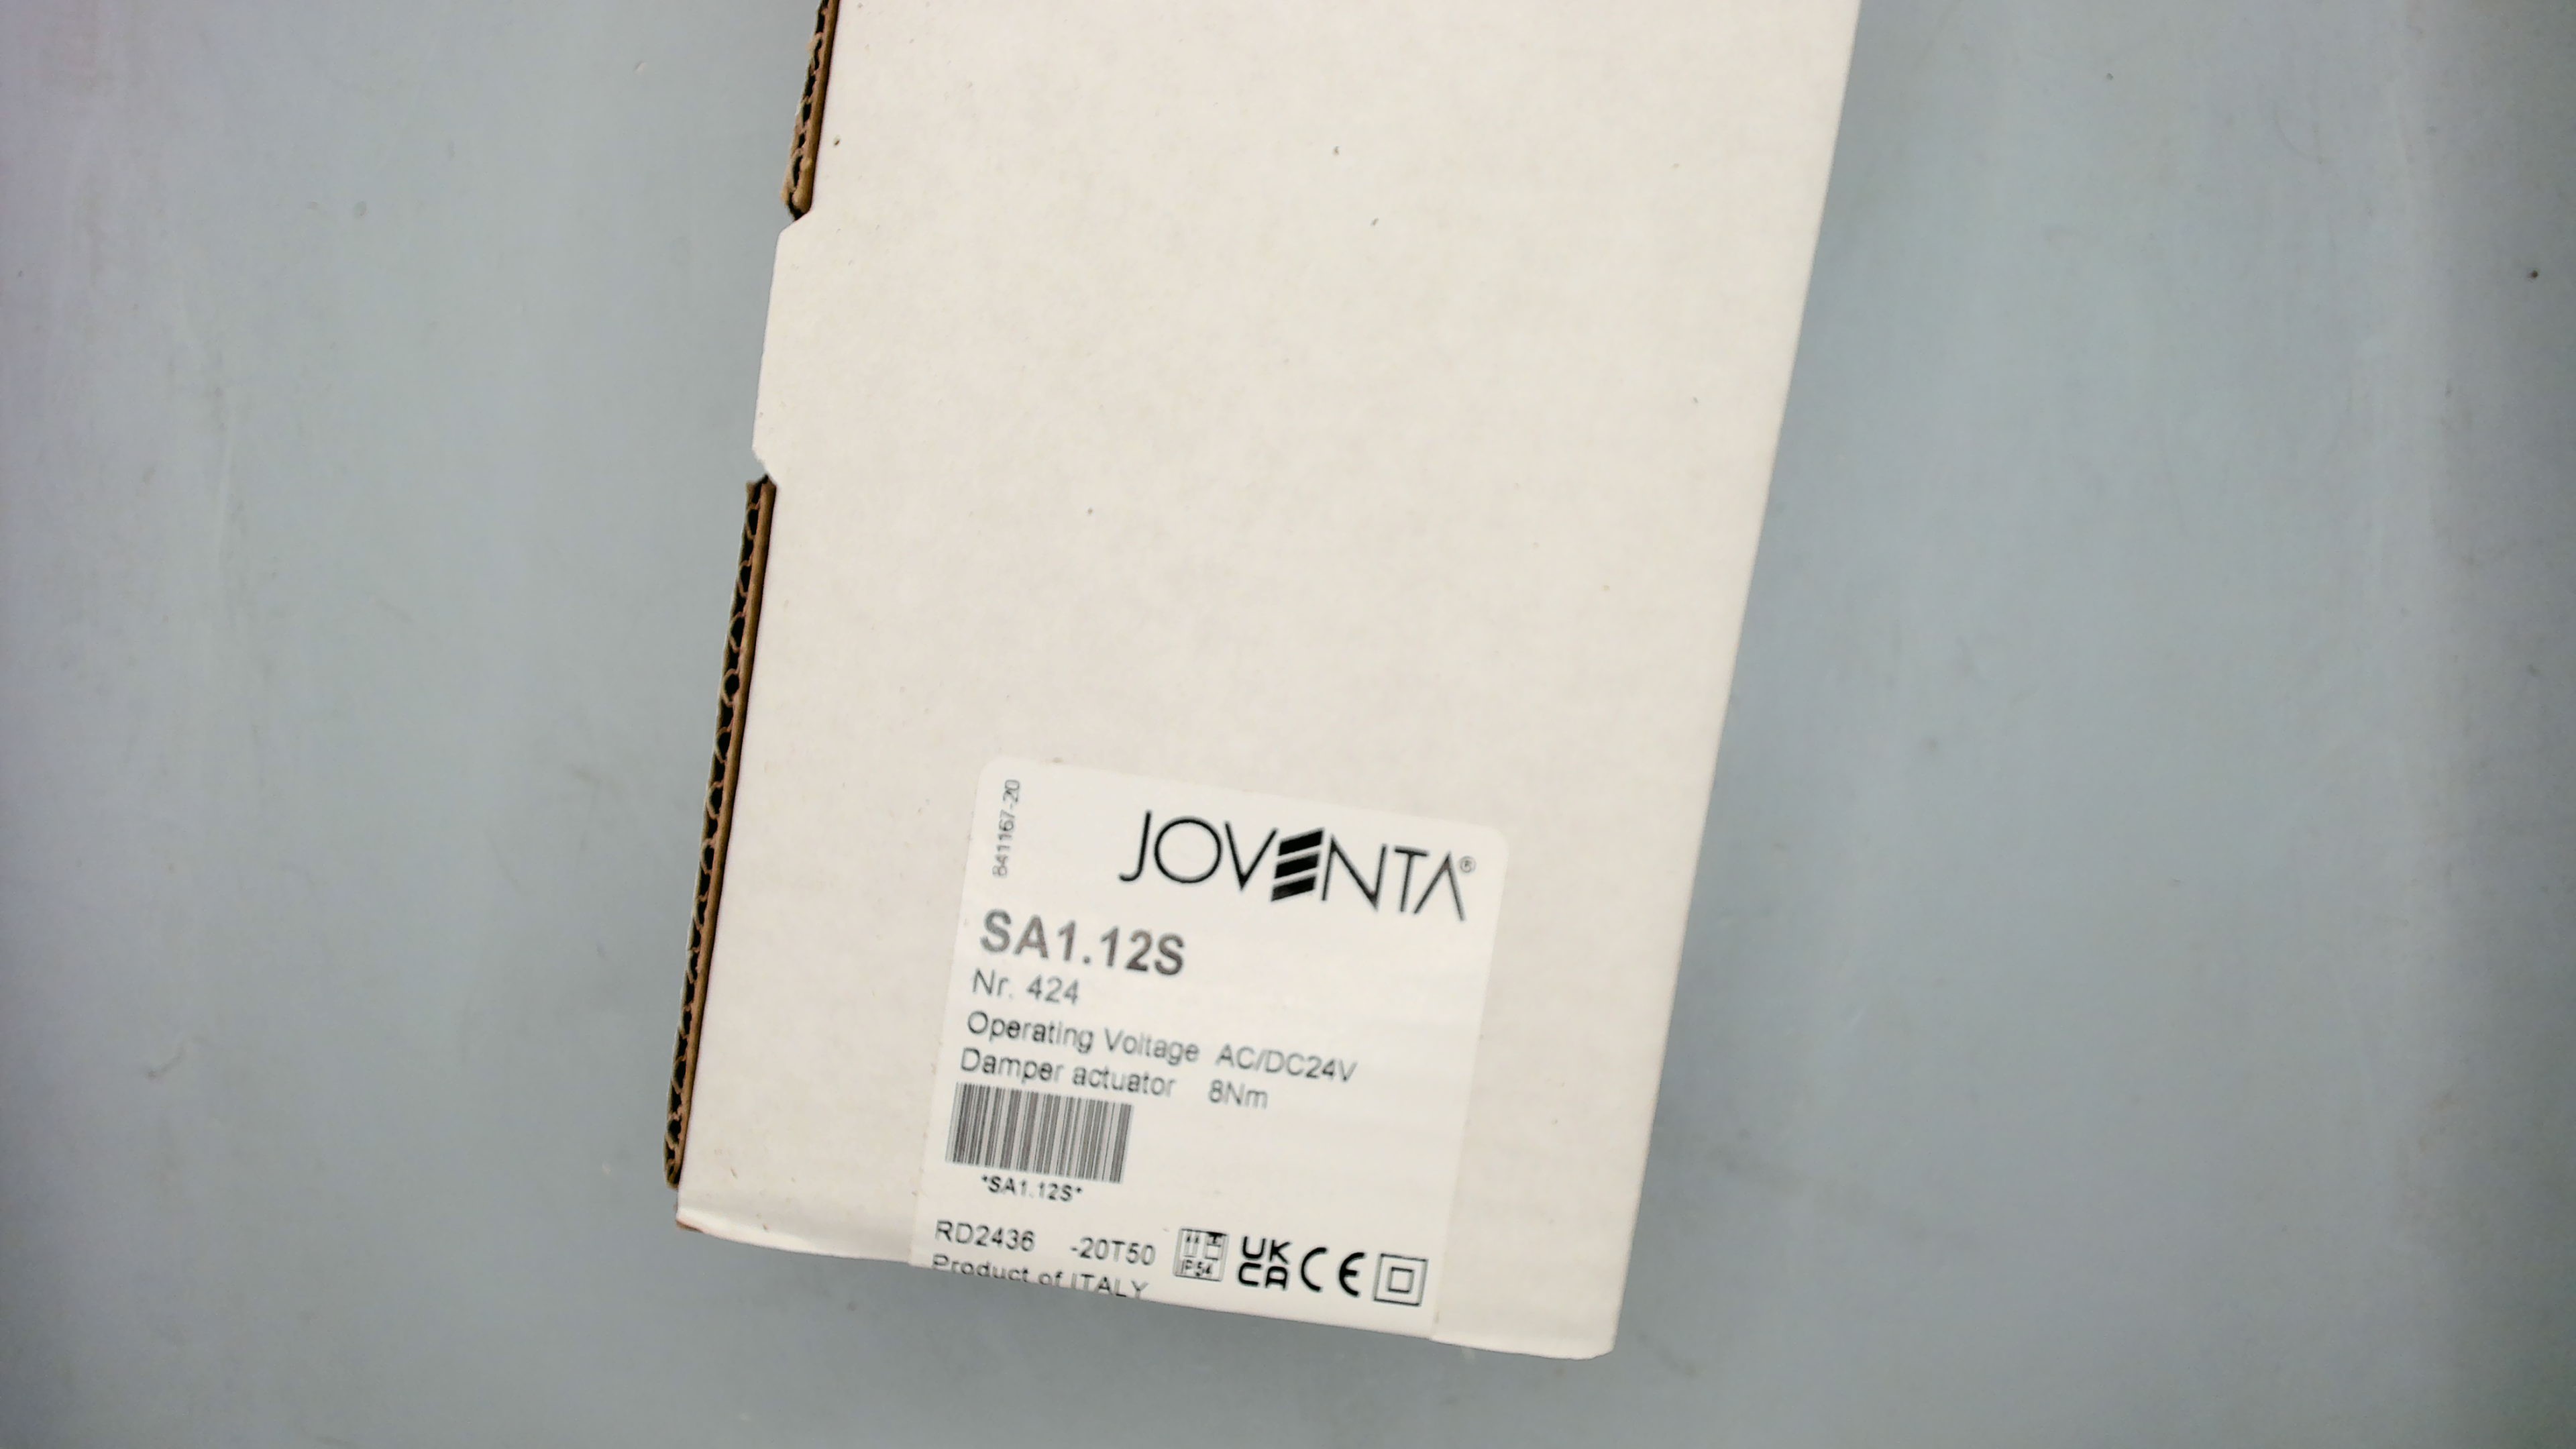 841167-20
JOVENTA®
SA1.12S
Nr. 424
Operating Voltage AC/DC24V
Damper actuator 8Nm
*SA1.12S*
RD2436 -20T50
IP54
UK
CA
CE
Product of ITALY